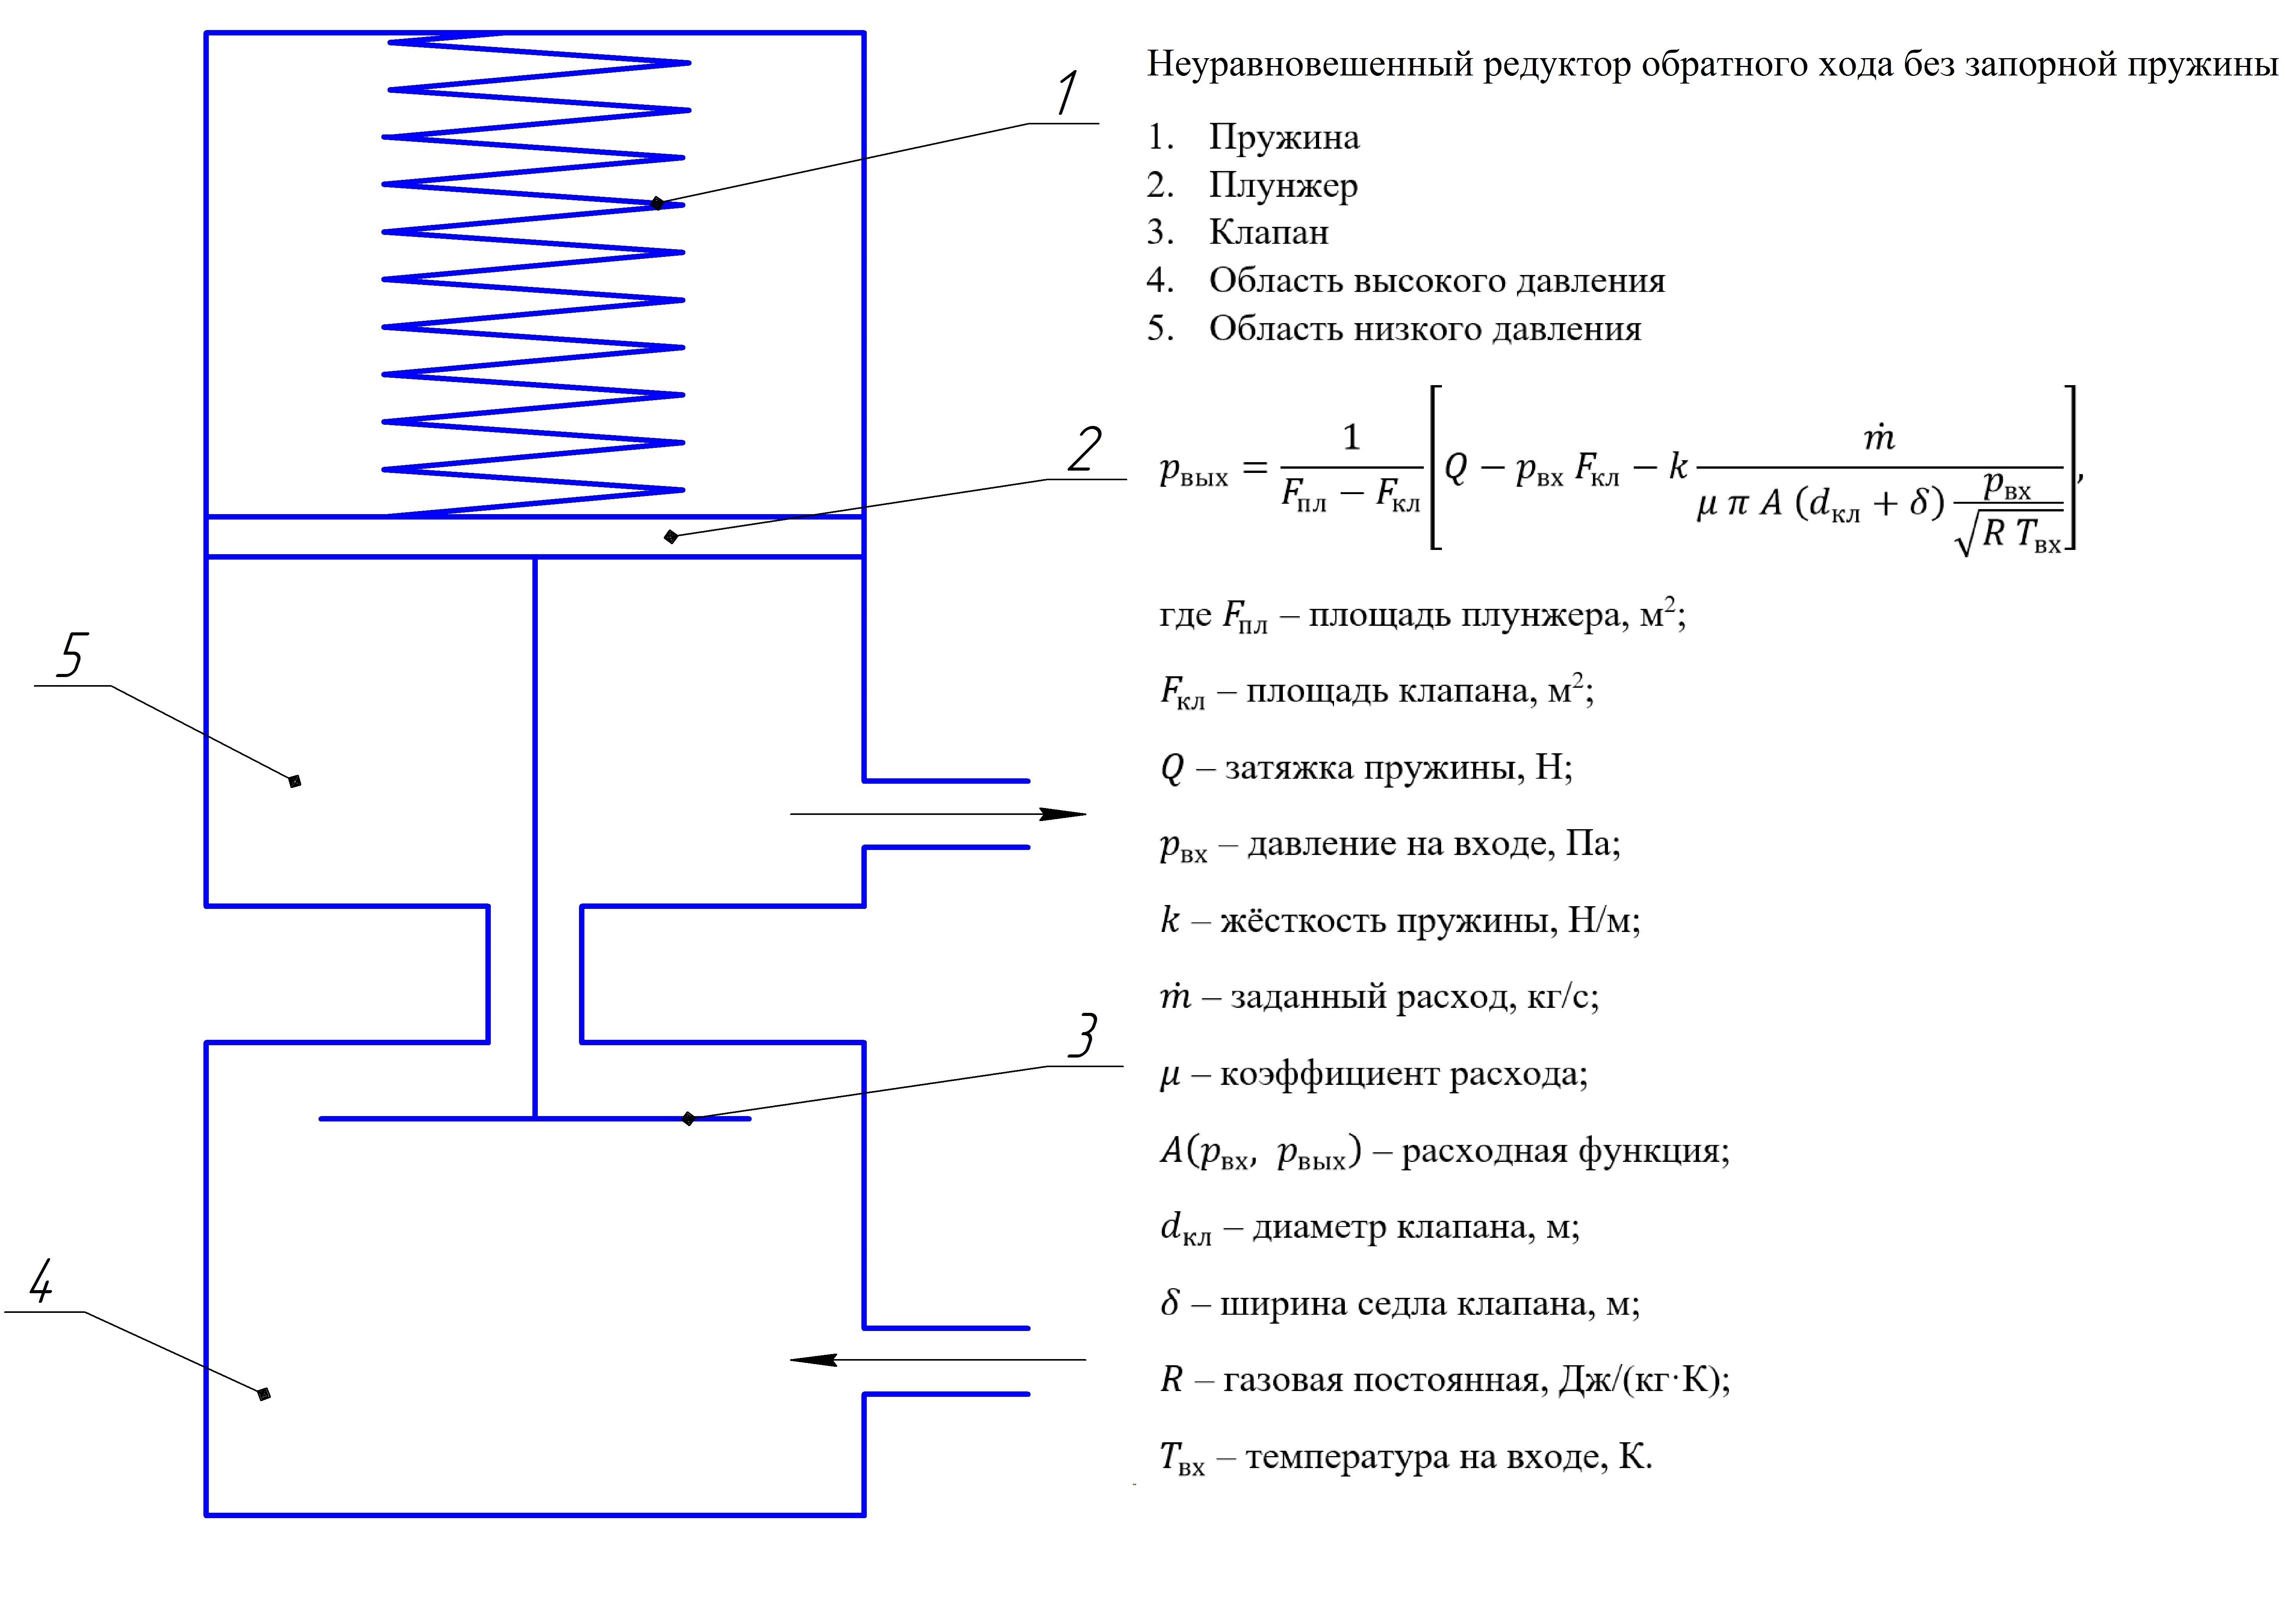 Неуравновешенный редуктор обратного хода без запорной пружины
1. Пружина
2. Плунжер
3. Клапан
4. Область высокого давления
5. Область низкого давления
p_вых = 1 / (F_пл − F_кл) [Q − p_вх F_кл − k ṁ / (μ π A (d_кл + δ) p_вх / √(R T_вх))],
где F_пл – площадь плунжера, м²;
F_кл – площадь клапана, м²;
Q – затяжка пружины, Н;
p_вх – давление на входе, Па;
k – жёсткость пружины, Н/м;
ṁ – заданный расход, кг/с;
μ – коэффициент расхода;
A(p_вх, p_вых) – расходная функция;
d_кл – диаметр клапана, м;
δ – ширина седла клапана, м;
R – газовая постоянная, Дж/(кг·К);
T_вх – температура на входе, К.
1
2
5
3
4